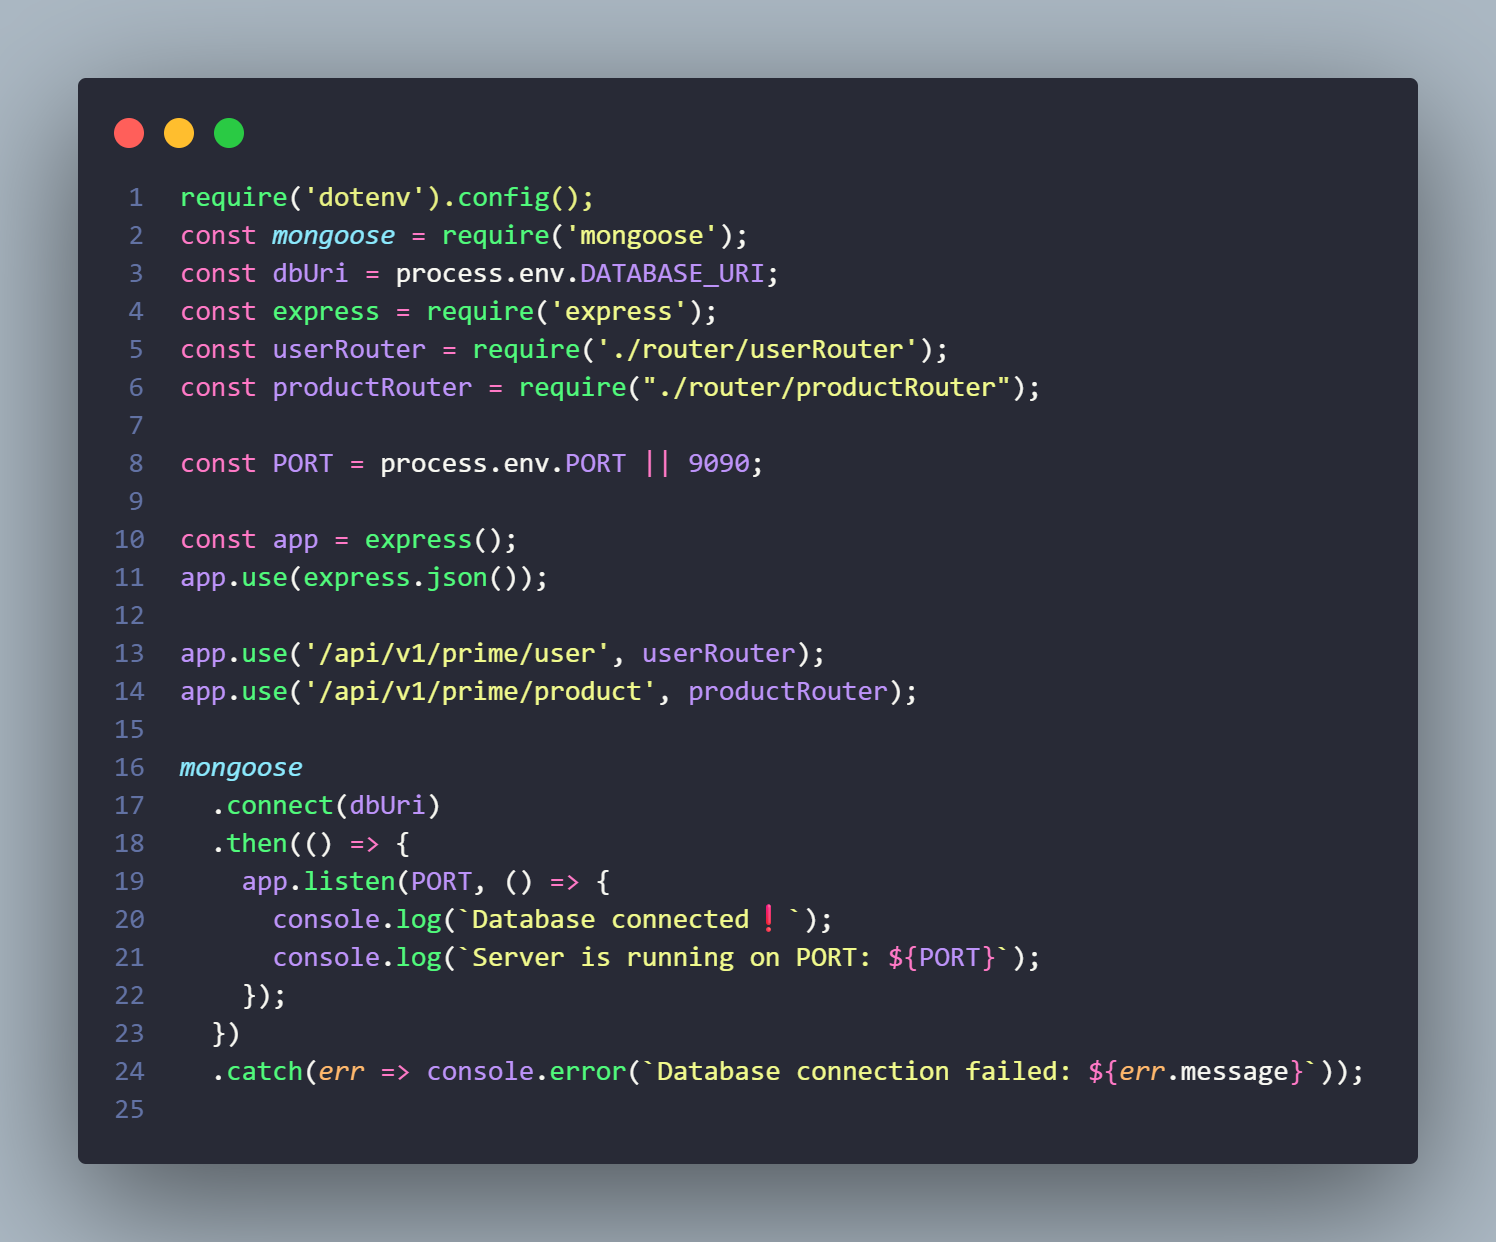 1 require('dotenv').config();
2 const mongoose = require('mongoose');
3 const dbUri = process.env.DATABASE_URI;
4 const express = require('express');
5 const userRouter = require('./router/userRouter');
6 const productRouter = require("./router/productRouter");
7
8 const PORT = process.env.PORT || 9090;
9
10 const app = express();
11 app.use(express.json());
12
13 app.use('/api/v1/prime/user', userRouter);
14 app.use('/api/v1/prime/product', productRouter);
15
16 mongoose
17   .connect(dbUri)
18   .then(() => {
19     app.listen(PORT, () => {
20       console.log(`Database connected❗`);
21       console.log(`Server is running on PORT: ${PORT}`);
22     });
23   })
24   .catch(err => console.error(`Database connection failed: ${err.message}`));
25